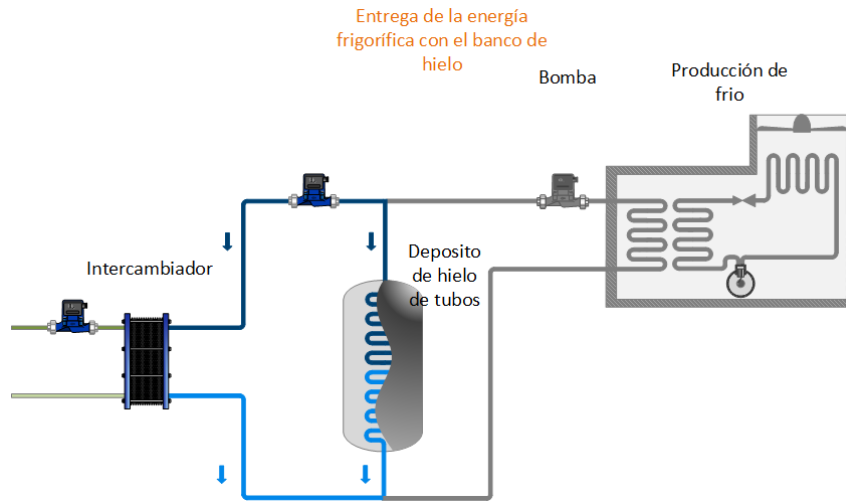 Entrega de la energía
frigorífica con el banco de
hielo
Bomba
Producción de
frio
Intercambiador
Deposito
de hielo
de tubos